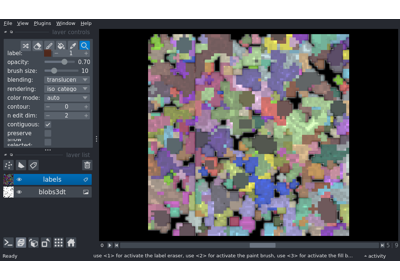 File View Plugins Window Help
layer controls
label: 1
opacity: 0.70
brush size: 10
blending: translucen
rendering: iso_catego
color mode: auto
contour: 0
n edit dim: 2
contiguous:
preserve
selected:
layer list
labels
blobs3dt
Ready
use <1> for activate the label eraser, use <2> for activate the paint brush, use <3> for activate the fill b...
activity